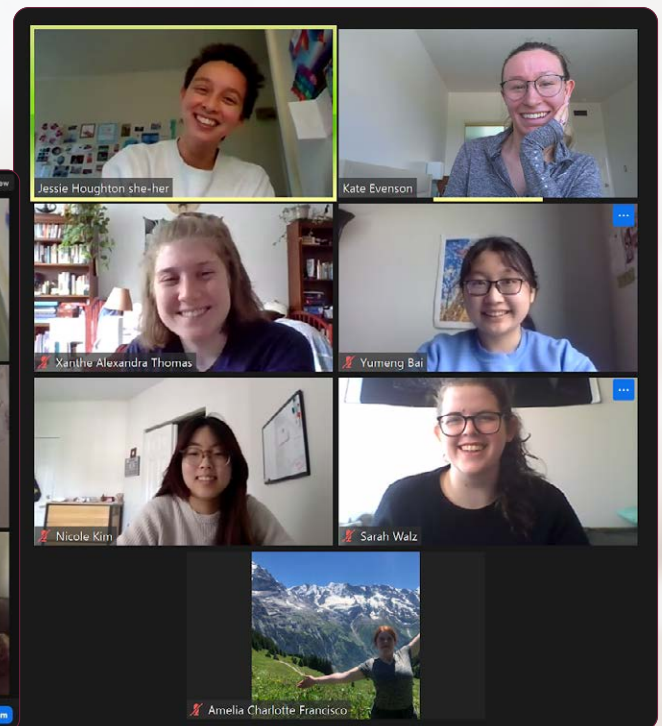 Jessie Houghton she-her
Kate Evenson
Xanthe Alexandra Thomas
Yumeng Bai
Nicole Kim
Sarah Walz
Amelia Charlotte Francisco